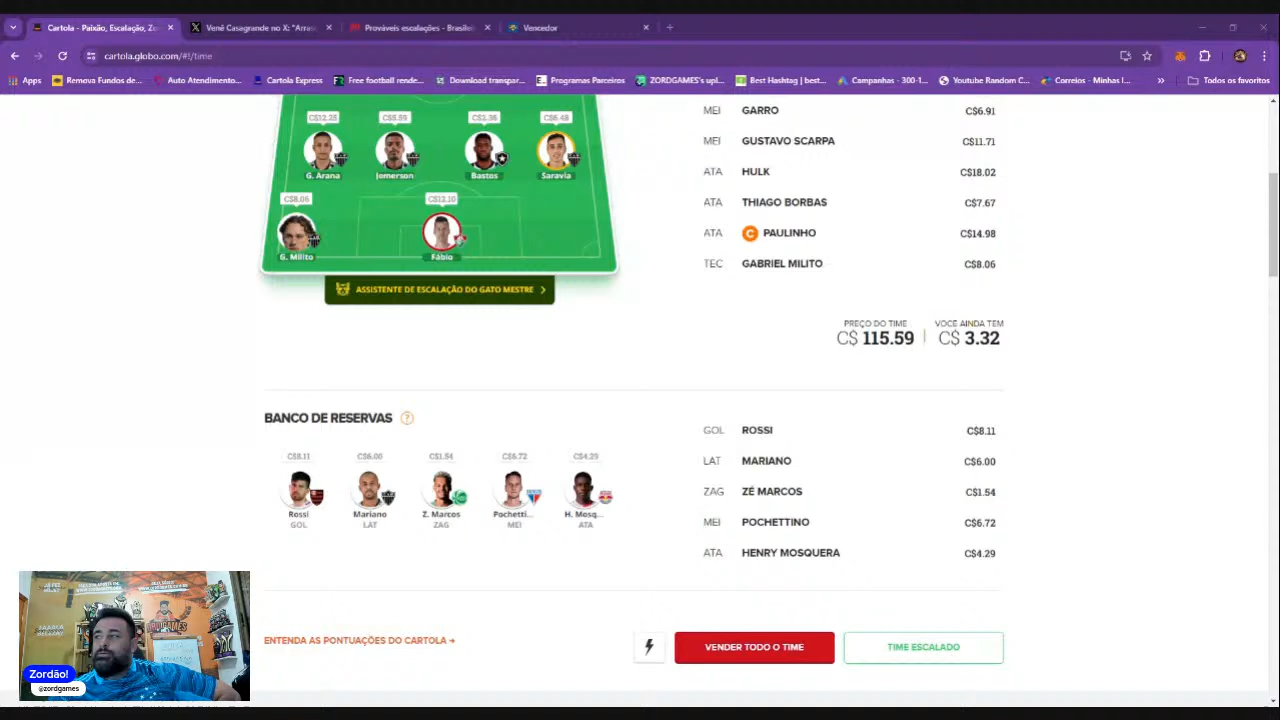 Cartola - Paixão, Escalação, Zo
Venê Casagrande no X: "Arras
Prováveis escalações - Brasilei
Vencedor
cartola.globo.com/#!/time
Apps
Remova Fundos de...
Auto Atendimento...
Cartola Express
Free football rende...
Download transpar...
Programas Parceiros
ZORDGAMES's upl...
Best Hashtag | best...
Campanhas - 300-1...
Youtube Random C...
Correios - Minhas I...
Todos os favoritos
C$12.25
C$5.59
C$2.36
C$6.48
G. Arana
Jemerson
Bastos
Saravia
C$8.06
C$12.10
G. Milito
Fábio
ASSISTENTE DE ESCALAÇÃO DO GATO MESTRE
MEI GARRO C$6.91
MEI GUSTAVO SCARPA C$11.71
ATA HULK C$18.02
ATA THIAGO BORBAS C$7.67
ATA C PAULINHO C$14.98
TEC GABRIEL MILITO C$8.06
PREÇO DO TIME
C$ 115.59
VOCÊ AINDA TEM
C$ 3.32
BANCO DE RESERVAS ?
C$8.11
C$6.00
C$1.54
C$6.72
C$4.29
Rossi
Mariano
Z. Marcos
Pochetti...
H. Mosq...
GOL
LAT
ZAG
MEI
ATA
GOL ROSSI C$8.11
LAT MARIANO C$6.00
ZAG ZÉ MARCOS C$1.54
MEI POCHETTINO C$6.72
ATA HENRY MOSQUERA C$4.29
ENTENDA AS PONTUAÇÕES DO CARTOLA
VENDER TODO O TIME
TIME ESCALADO
Zordão!
@zordgames